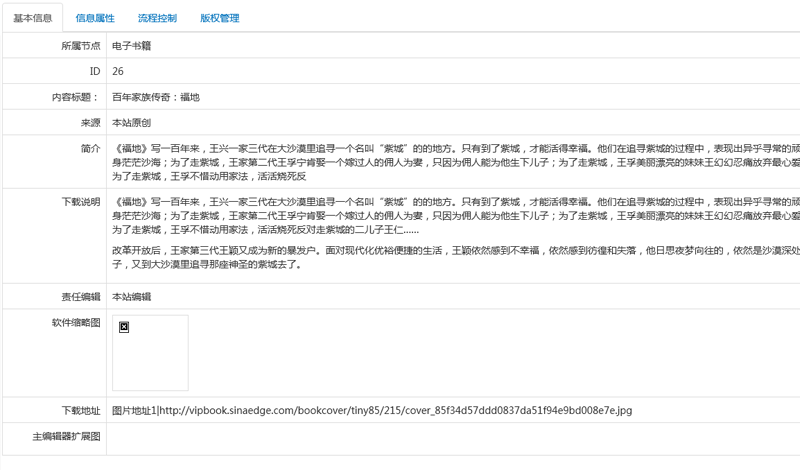 基本信息 信息属性 流程控制 版权管理
所属节点 电子书籍
ID 26
内容标题： 百年家族传奇：福地
来源 本站原创
简介 《福地》写一百年来，王兴一家三代在大沙漠里追寻一个名叫“紫城”的的地方。只有到了紫城，才能活得幸福。他们在追寻紫城的过程中，表现出异乎寻常的顽
身茫茫沙海；为了走紫城，王家第二代王孚宁肯娶一个嫁过人的佣人为妻，只因为佣人能为他生下儿子；为了走紫城，王孚美丽漂亮的妹妹王幻幻忍痛放弃最心爱
为了走紫城，王孚不惜动用家法，活活烧死反
下载说明 《福地》写一百年来，王兴一家三代在大沙漠里追寻一个名叫“紫城”的的地方。只有到了紫城，才能活得幸福。他们在追寻紫城的过程中，表现出异乎寻常的顽
身茫茫沙海；为了走紫城，王家第二代王孚宁肯娶一个嫁过人的佣人为妻，只因为佣人能为他生下儿子；为了走紫城，王孚美丽漂亮的妹妹王幻幻忍痛放弃最心爱
为了走紫城，王孚不惜动用家法，活活烧死反对走紫城的二儿子王仁……
改革开放后，王家第三代王颖又成为新的暴发户。面对现代化优裕便捷的生活，王颖依然感到不幸福，依然感到彷徨和失落，他日思夜梦向往的，依然是沙漠深处
子，又到大沙漠里追寻那座神圣的紫城去了。
责任编辑 本站编辑
软件缩略图
下载地址 图片地址1|http://vipbook.sinaedge.com/bookcover/tiny85/215/cover_85f34d57ddd0837da51f94e9bd008e7e.jpg
主编辑器扩展图